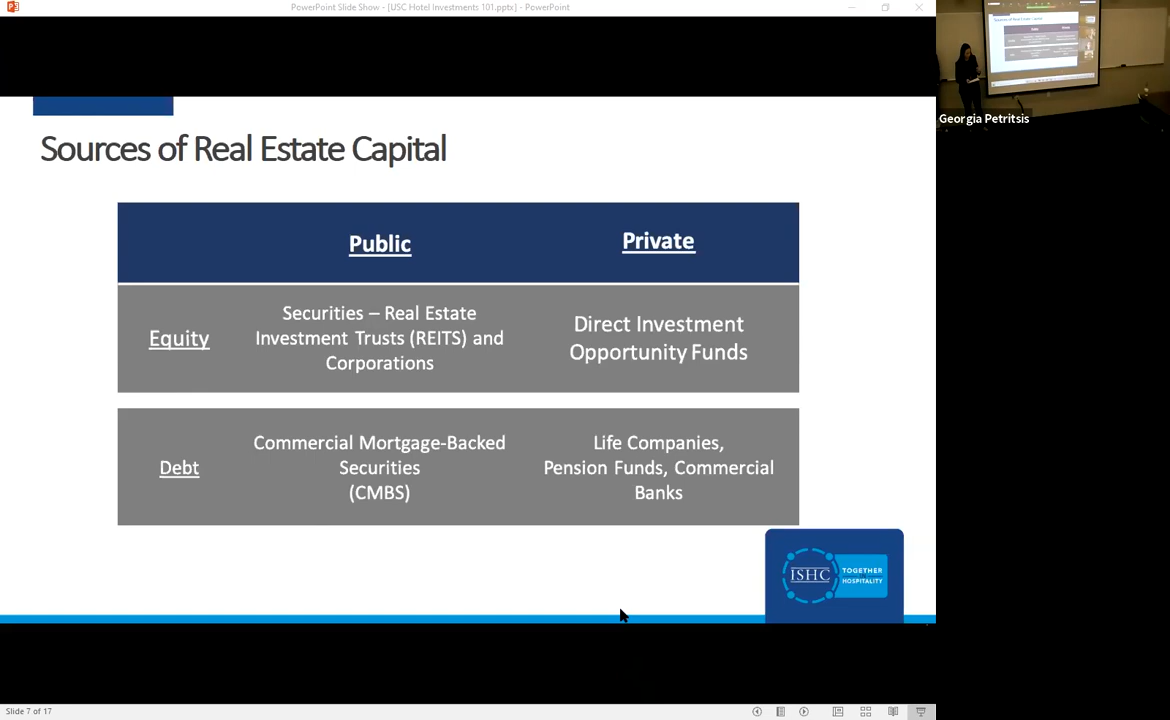 PowerPoint Slide Show - [USC Hotel Investments 101.pptx] - PowerPoint
Georgia Petritsis
Sources of Real Estate Capital
Public
Private
Equity
Securities – Real Estate
Investment Trusts (REITS) and
Corporations
Direct Investment
Opportunity Funds
Debt
Commercial Mortgage-Backed
Securities
(CMBS)
Life Companies,
Pension Funds, Commercial
Banks
ISHC
TOGETHER
HOSPITALITY
Slide 7 of 17